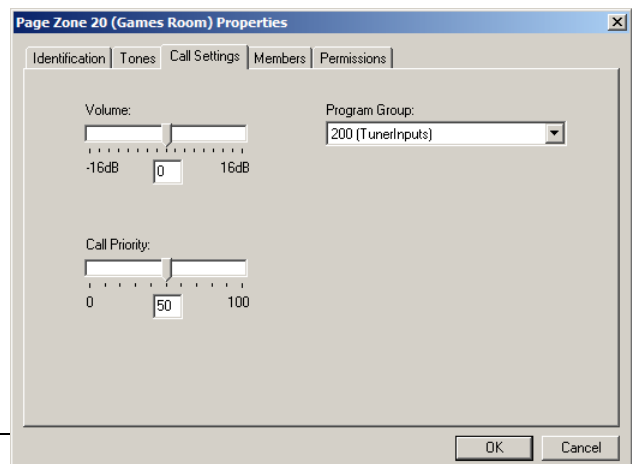 Page Zone 20 (Games Room) Properties
Identification Tones Call Settings Members Permissions
Volume:
-16dB 0 16dB
Program Group:
200 (TunerInputs)
Call Priority:
0 50 100
OK Cancel